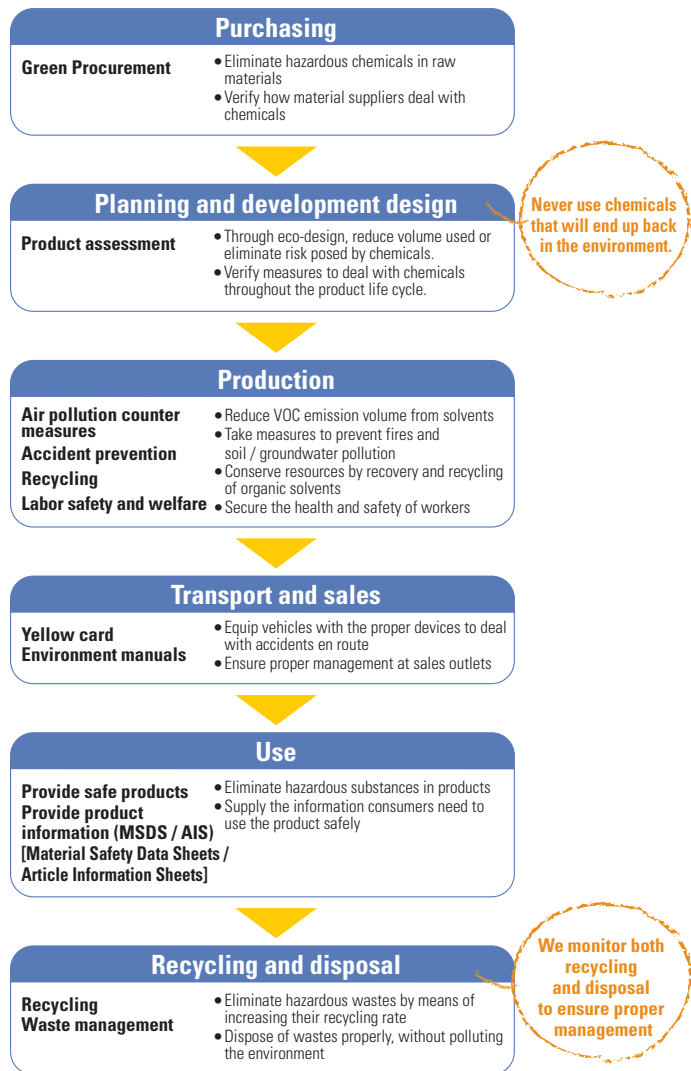 Purchasing
Green Procurement
• Eliminate hazardous chemicals in raw
materials
• Verify how material suppliers deal with
chemicals
Planning and development design
Product assessment
• Through eco-design, reduce volume used or
eliminate risk posed by chemicals.
• Verify measures to deal with chemicals
throughout the product life cycle.
Never use chemicals
that will end up back
in the environment.
Production
Air pollution counter
measures
Accident prevention
Recycling
Labor safety and welfare
• Reduce VOC emission volume from solvents
• Take measures to prevent fires and
soil / groundwater pollution
• Conserve resources by recovery and recycling
of organic solvents
• Secure the health and safety of workers
Transport and sales
Yellow card
Environment manuals
• Equip vehicles with the proper devices to deal
with accidents en route
• Ensure proper management at sales outlets
Use
Provide safe products
Provide product
information (MSDS / AIS)
[Material Safety Data Sheets /
Article Information Sheets]
• Eliminate hazardous substances in products
• Supply the information consumers need to
use the product safely
Recycling and disposal
Recycling
Waste management
• Eliminate hazardous wastes by means of
increasing their recycling rate
• Dispose of wastes properly, without polluting
the environment
We monitor both
recycling
and disposal
to ensure proper
management